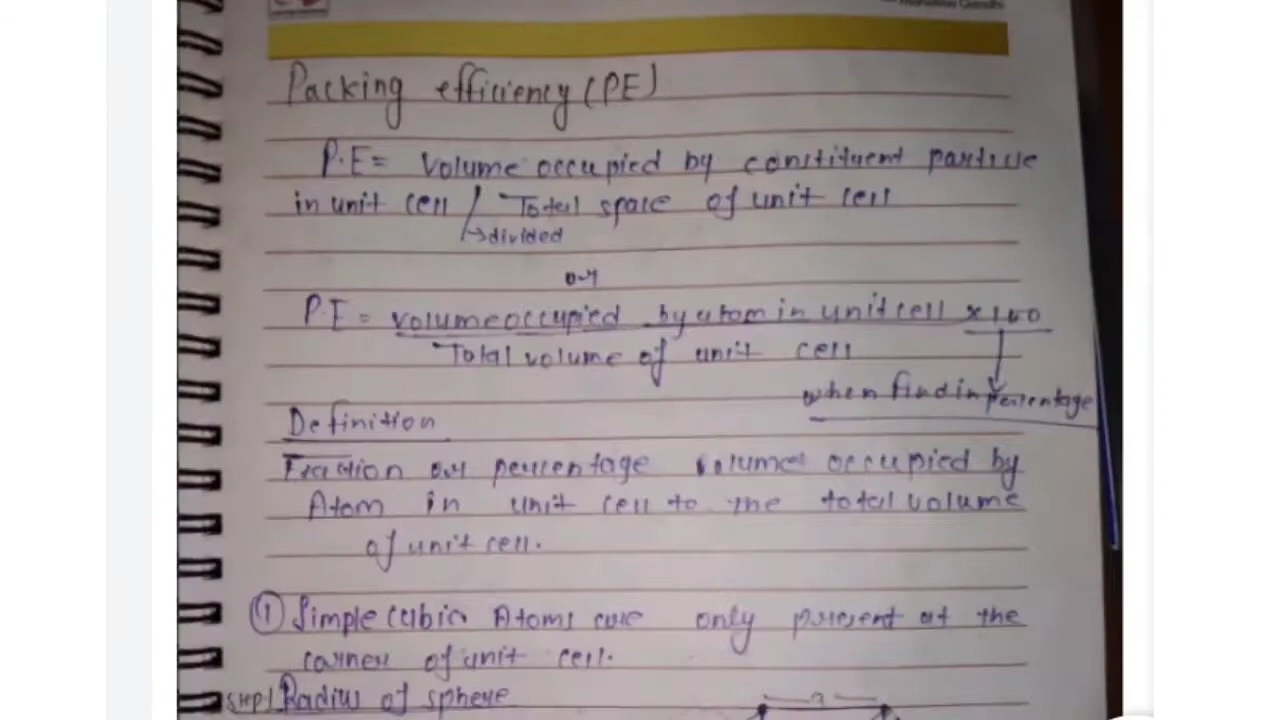 Mahatma Gandhi
Packing efficiency (PE)
P.E = Volume occupied by constituent particle
in unit cell / Total space of unit cell
→divided
or
P.E = volume occupied by atom in unit cell ×100
Total volume of unit cell
when find in percentage
Definition
Fraction or percentage volume occupied by
Atom in unit cell to the total volume
of unit cell.
① Simple cubic Atoms are only present at the
corner of unit cell.
Step1 Radius of sphere
a